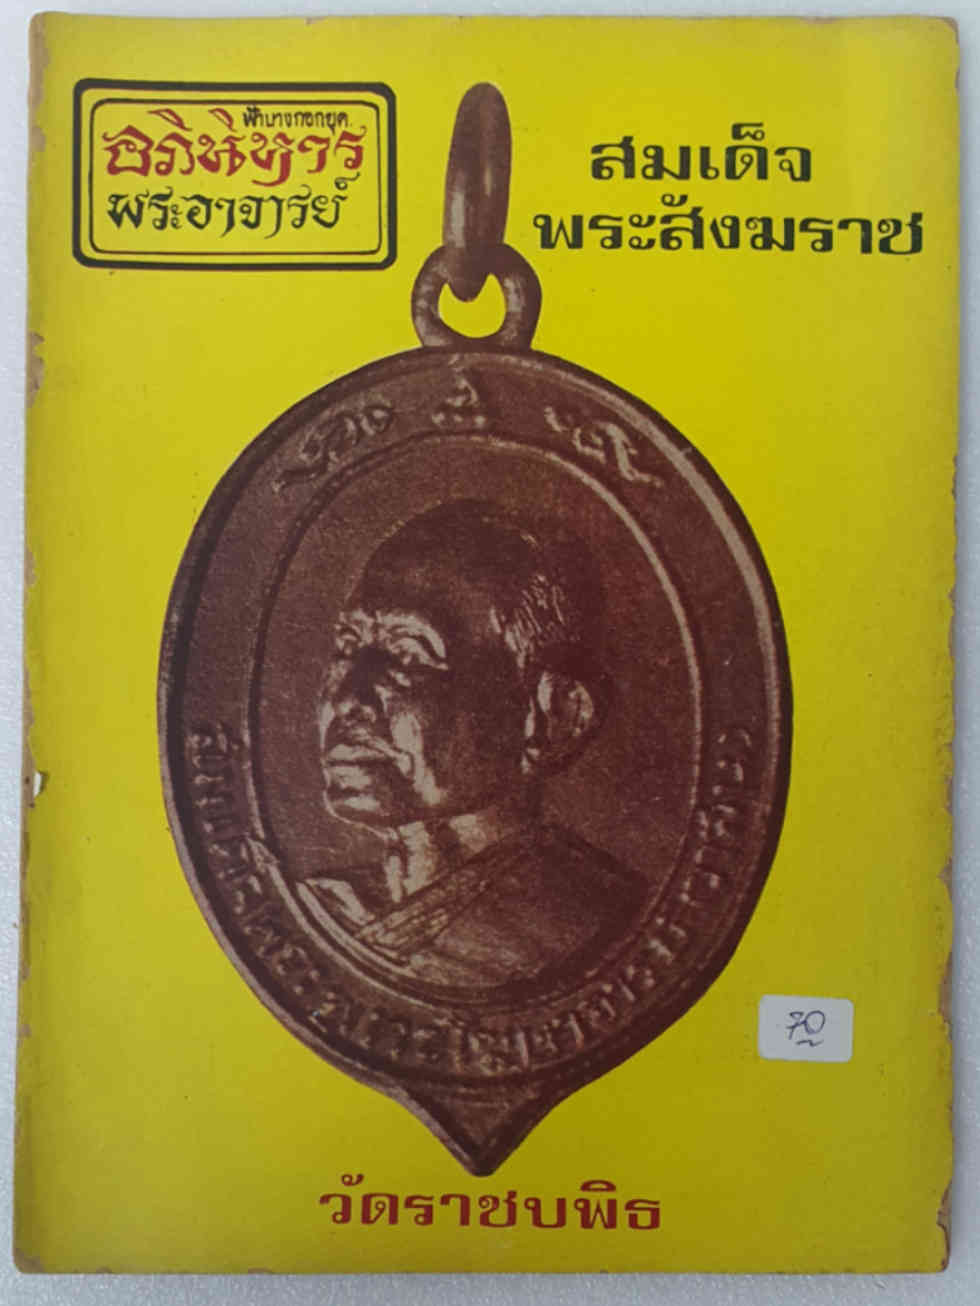 ฟ้าบางกอกยุค
อภินิหาร
พระอาจารย์
สมเด็จ
พระสังฆราช
70
วัดราชบพิธ